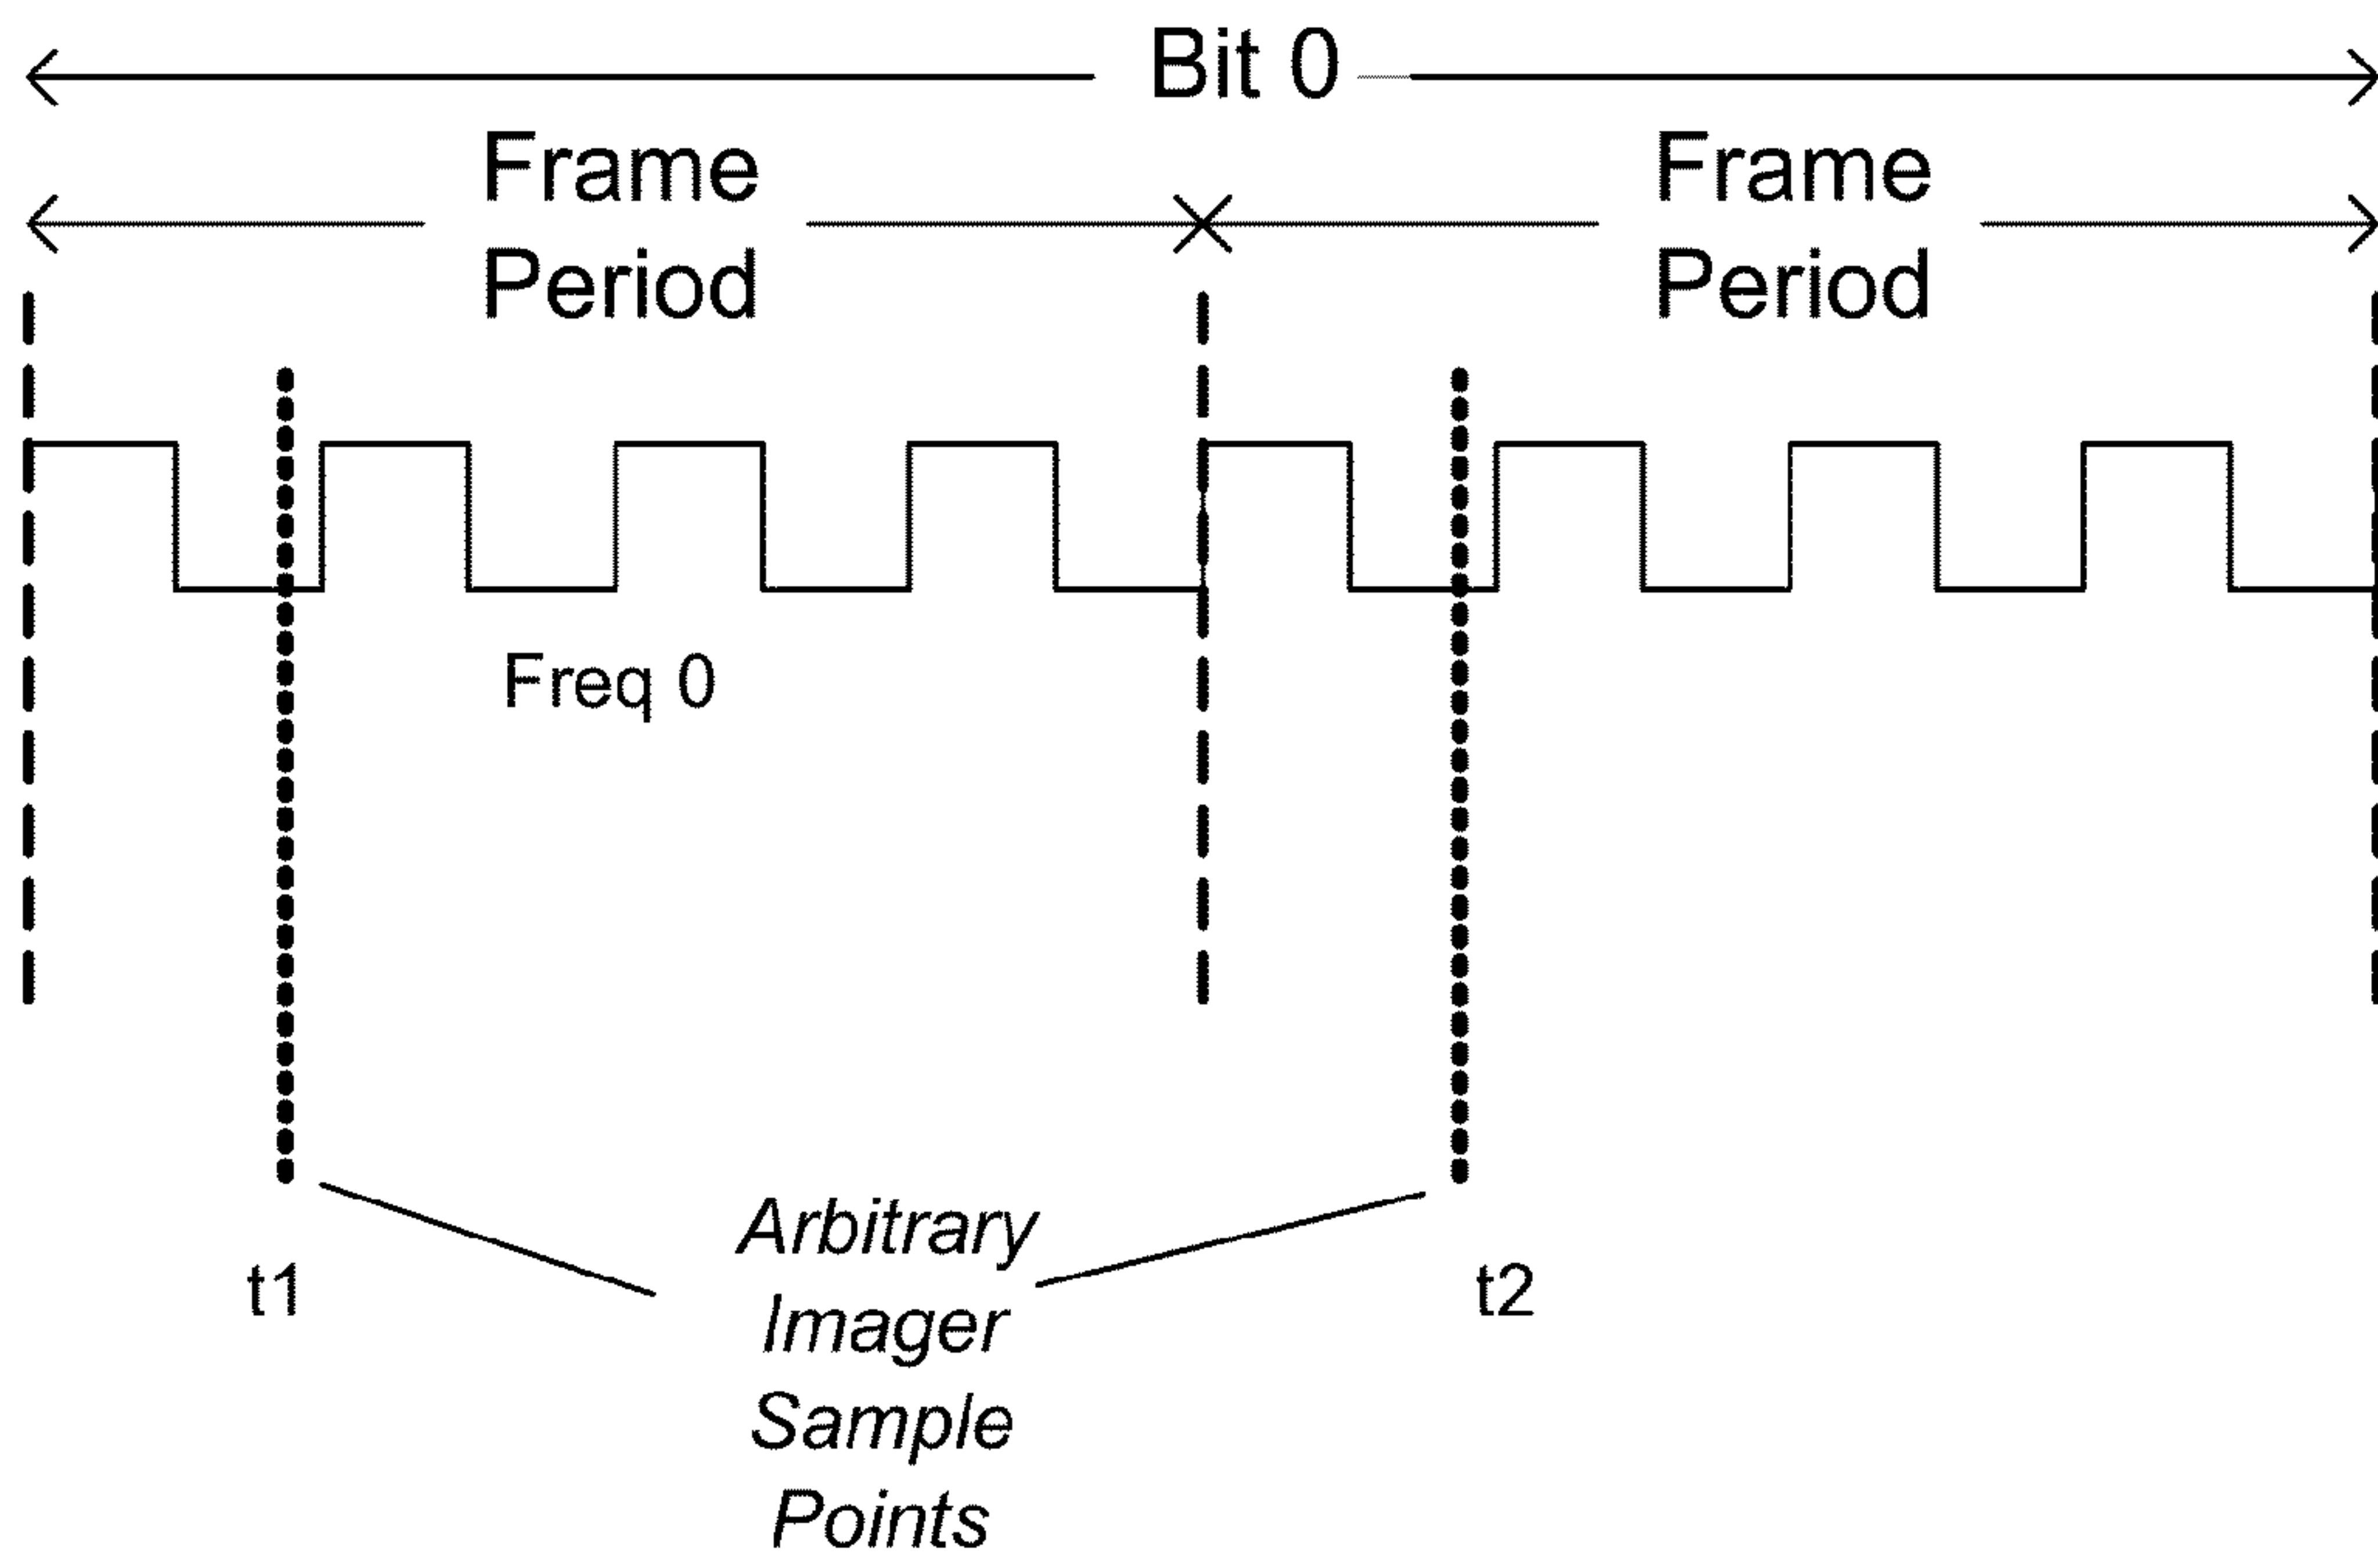 Bit 0
Frame
Period
Frame
Period
Freq 0
t1
Arbitrary
Imager
Sample
Points
t2